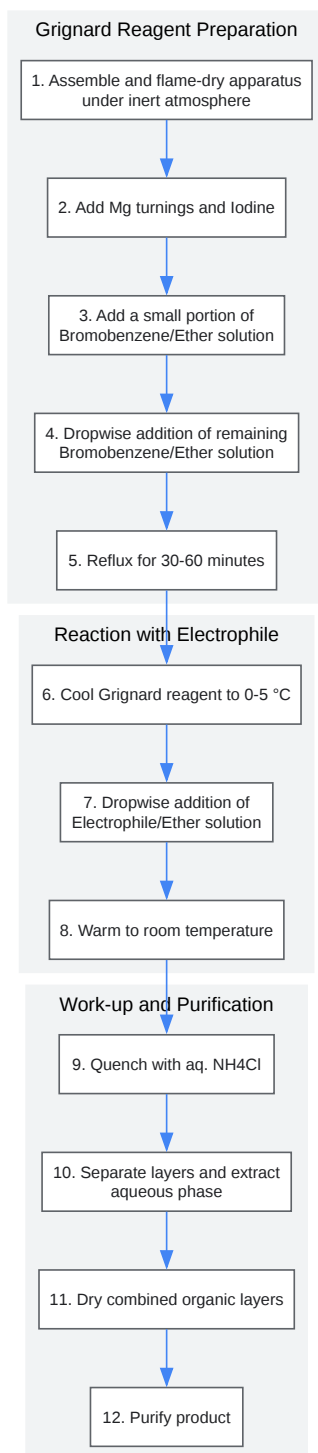 Grignard Reagent Preparation
1. Assemble and flame-dry apparatus
under inert atmosphere
2. Add Mg turnings and Iodine
3. Add a small portion of
Bromobenzene/Ether solution
4. Dropwise addition of remaining
Bromobenzene/Ether solution
5. Reflux for 30-60 minutes
Reaction with Electrophile
6. Cool Grignard reagent to 0-5 °C
7. Dropwise addition of
Electrophile/Ether solution
8. Warm to room temperature
Work-up and Purification
9. Quench with aq. NH4Cl
10. Separate layers and extract
aqueous phase
11. Dry combined organic layers
12. Purify product